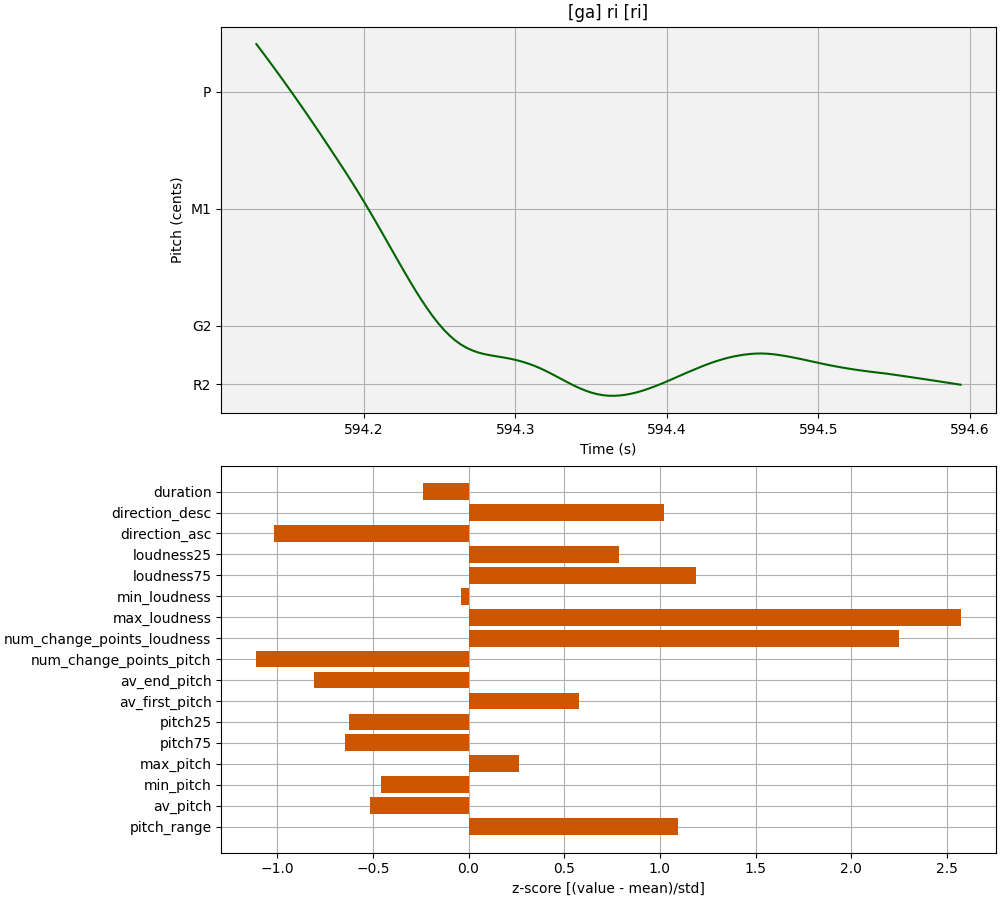 [ga] ri [ri]
P
M1
G2
R2
Pitch (cents)
594.2 594.3 594.4 594.5 594.6
Time (s)
duration
direction_desc
direction_asc
loudness25
loudness75
min_loudness
max_loudness
num_change_points_loudness
num_change_points_pitch
av_end_pitch
av_first_pitch
pitch25
pitch75
max_pitch
min_pitch
av_pitch
pitch_range
−1.0 −0.5 0.0 0.5 1.0 1.5 2.0 2.5
z-score [(value - mean)/std]